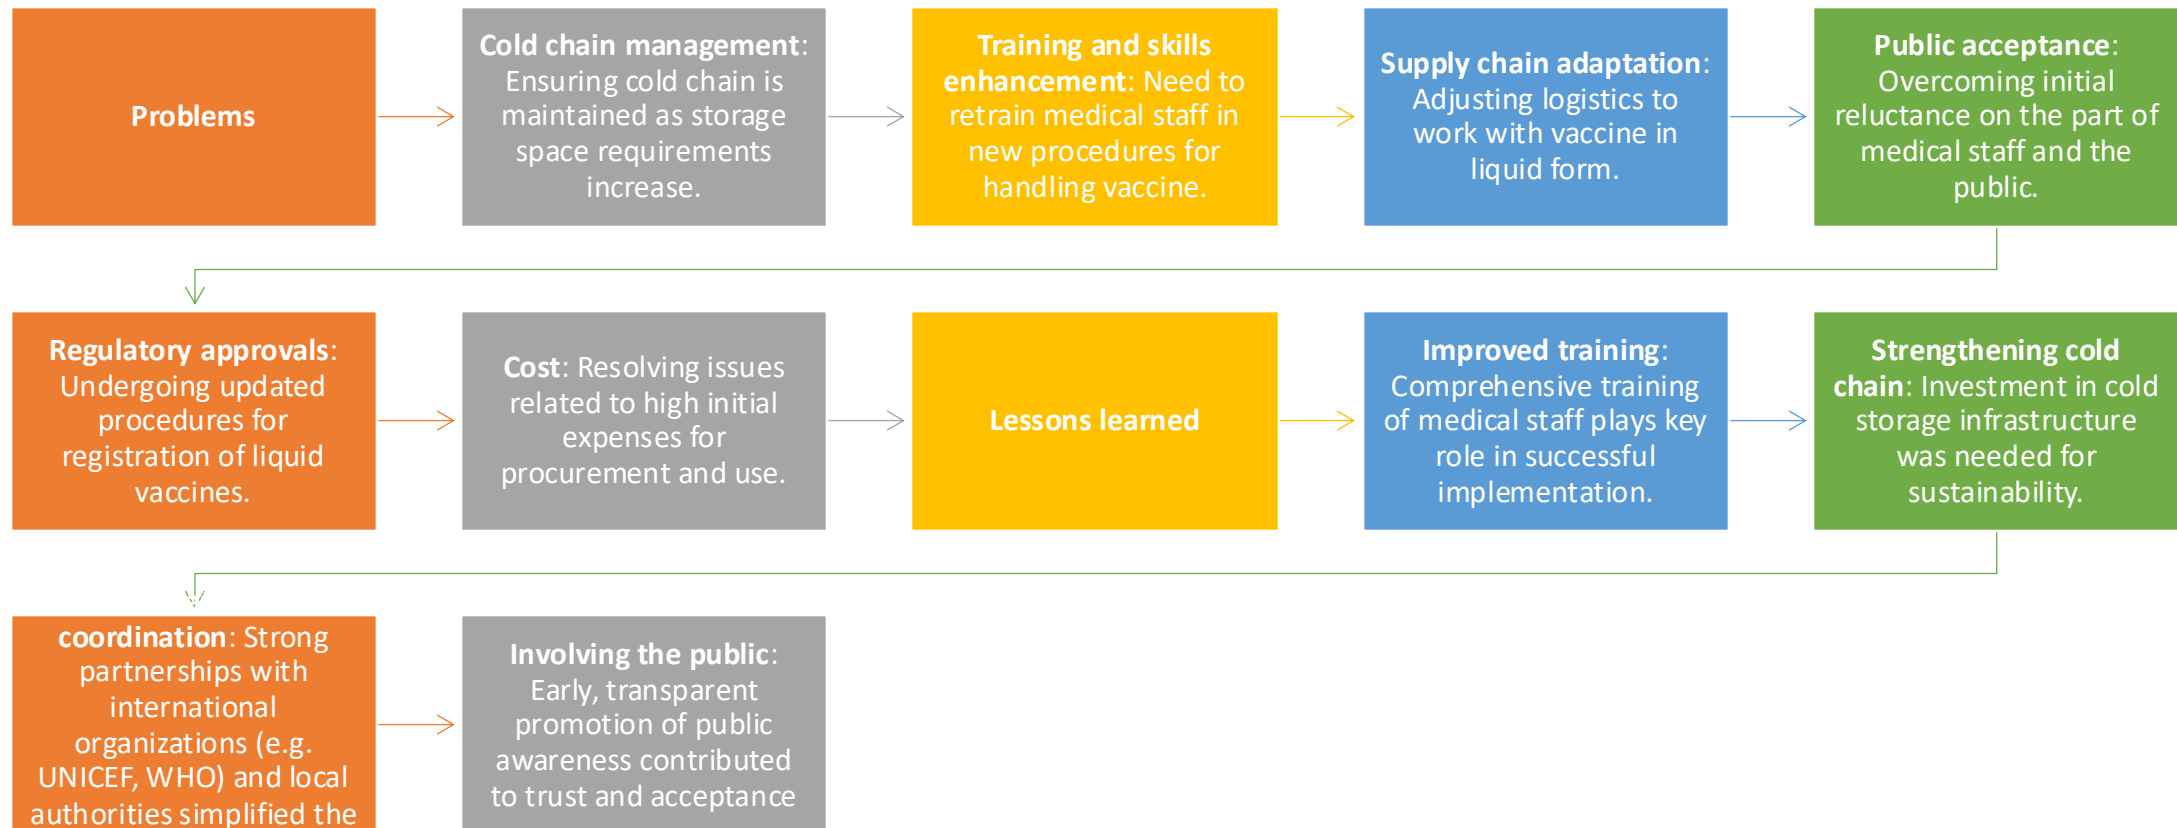 Problems
Cold chain management:
Ensuring cold chain is
maintained as storage
space requirements
increase.
Training and skills
enhancement: Need to
retrain medical staff in
new procedures for
handling vaccine.
Supply chain adaptation:
Adjusting logistics to
work with vaccine in
liquid form.
Public acceptance:
Overcoming initial
reluctance on the part of
medical staff and the
public.
Regulatory approvals:
Undergoing updated
procedures for
registration of liquid
vaccines.
Cost: Resolving issues
related to high initial
expenses for
procurement and use.
Lessons learned
Improved training:
Comprehensive training
of medical staff plays key
role in successful
implementation.
Strengthening cold
chain: Investment in cold
storage infrastructure
was needed for
sustainability.
coordination: Strong
partnerships with
international
organizations (e.g.
UNICEF, WHO) and local
authorities simplified the
Involving the public:
Early, transparent
promotion of public
awareness contributed
to trust and acceptance